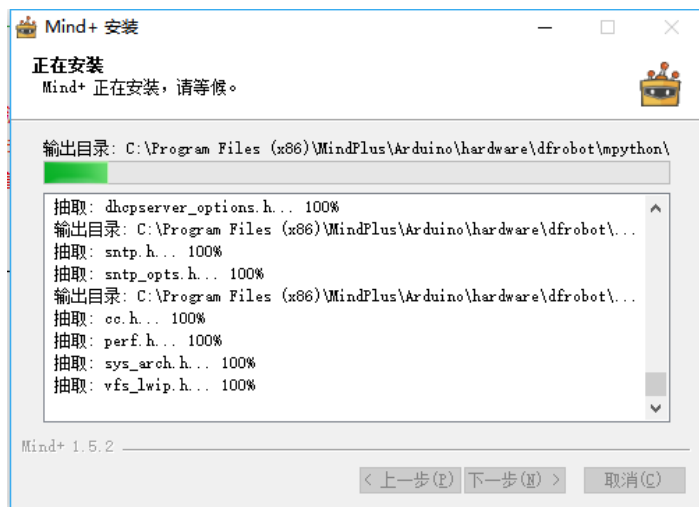 Mind+ 安装
正在安装
Mind+ 正在安装，请等候。
输出目录: C:\Program Files (x86)\MindPlus\Arduino\hardware\dfrobot\mpython\
抽取: dhcpserver_options.h... 100%
输出目录: C:\Program Files (x86)\MindPlus\Arduino\hardware\dfrobot\...
抽取: sntp.h... 100%
抽取: sntp_opts.h... 100%
输出目录: C:\Program Files (x86)\MindPlus\Arduino\hardware\dfrobot\...
抽取: cc.h... 100%
抽取: perf.h... 100%
抽取: sys_arch.h... 100%
抽取: vfs_lwip.h... 100%
Mind+ 1.5.2
< 上一步(P) 下一步(N) > 取消(C)